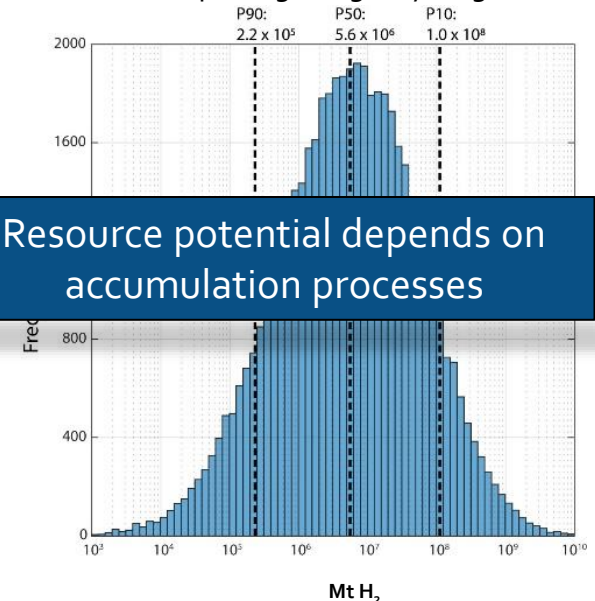 P90: P50: P10:
2.2 x 10⁵ 5.6 x 10⁶ 1.0 x 10⁸
2000
1600
Resource potential depends on
accumulation processes
800
400
0
10³ 10⁴ 10⁵ 10⁶ 10⁷ 10⁸ 10⁹ 10¹⁰
Mt H₂